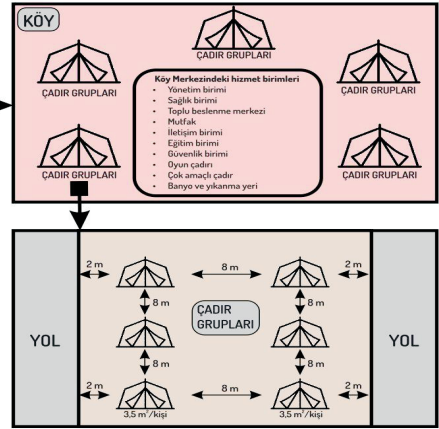 KÖY
ÇADIR GRUPLARI
ÇADIR GRUPLARI
ÇADIR GRUPLARI
Köy Merkezindeki hizmet birimleri
• Yönetim birimi
• Sağlık birimi
• Toplu beslenme merkezi
• Mutfak
• İletişim birimi
• Eğitim birimi
• Güvenlik birimi
• Oyun çadırı
• Çok amaçlı çadır
• Banyo ve yıkanma yeri
ÇADIR GRUPLARI
ÇADIR GRUPLARI
2 m
8 m
2 m
8 m
8 m
ÇADIR
GRUPLARI
YOL
YOL
8 m
8 m
2 m
8 m
2 m
3,5 m²/kişi
3,5 m²/kişi